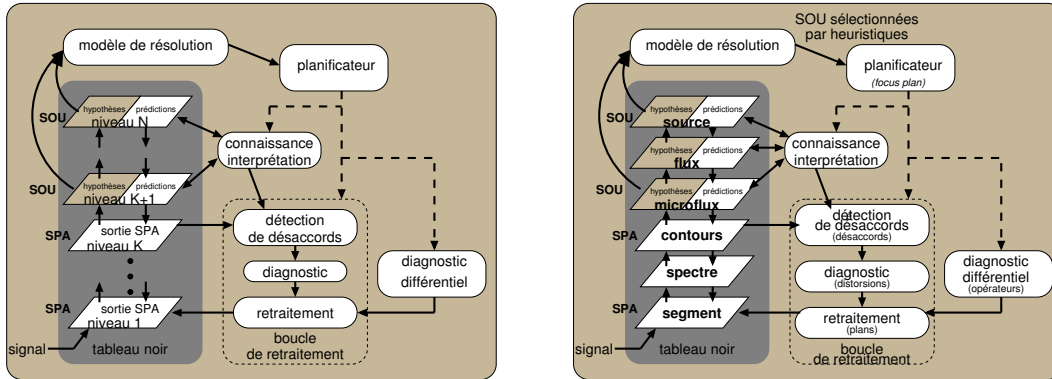 modèle de résolution
planificateur
hypothèses
prédictions
SOU
niveau N
connaissance
interprétation
SOU
hypothèses
prédictions
niveau K+1
SPA
sortie SPA
niveau K
détection
de désaccords
diagnostic
diagnostic
différentiel
SPA
sortie SPA
niveau 1
retraitement
signal
tableau noir
boucle
de retraitement
SOU sélectionnées
par heuristiques
modèle de résolution
planificateur
(focus plan)
hypothèses
prédictions
SOU
source
connaissance
interprétation
hypothèses
prédictions
flux
SOU
hypothèses
prédictions
microflux
SPA
contours
détection
de désaccords
(désaccords)
spectre
diagnostic
(distorsions)
diagnostic
différentiel
(opérateurs)
SPA
segment
retraitement
(plans)
signal
tableau noir
boucle
de retraitement